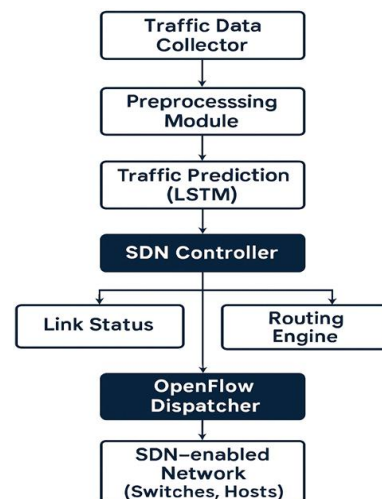 Traffic Data
Collector
Preprocesssing
Module
Traffic Prediction
(LSTM)
SDN Controller
Link Status
Routing
Engine
OpenFlow
Dispatcher
SDN–enabled
Network
(Switches, Hosts)